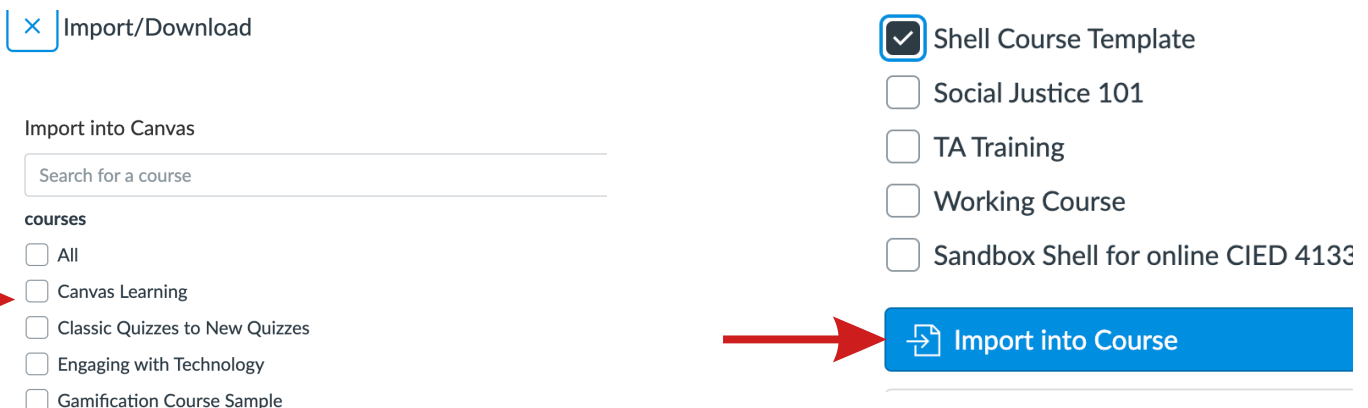 Import/Download
Import into Canvas
Search for a course
courses
All
Canvas Learning
Classic Quizzes to New Quizzes
Engaging with Technology
Gamification Course Sample
Shell Course Template
Social Justice 101
TA Training
Working Course
Sandbox Shell for online CIED 4133
Import into Course